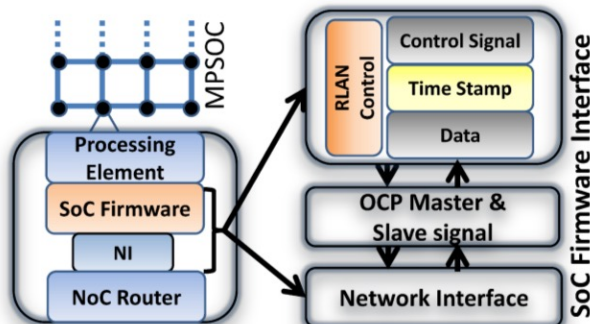 MPSOC
Processing
Element
SoC Firmware
NI
NoC Router
RLAN
Control
Control Signal
Time Stamp
Data
OCP Master &
Slave signal
Network Interface
SoC Firmware Interface